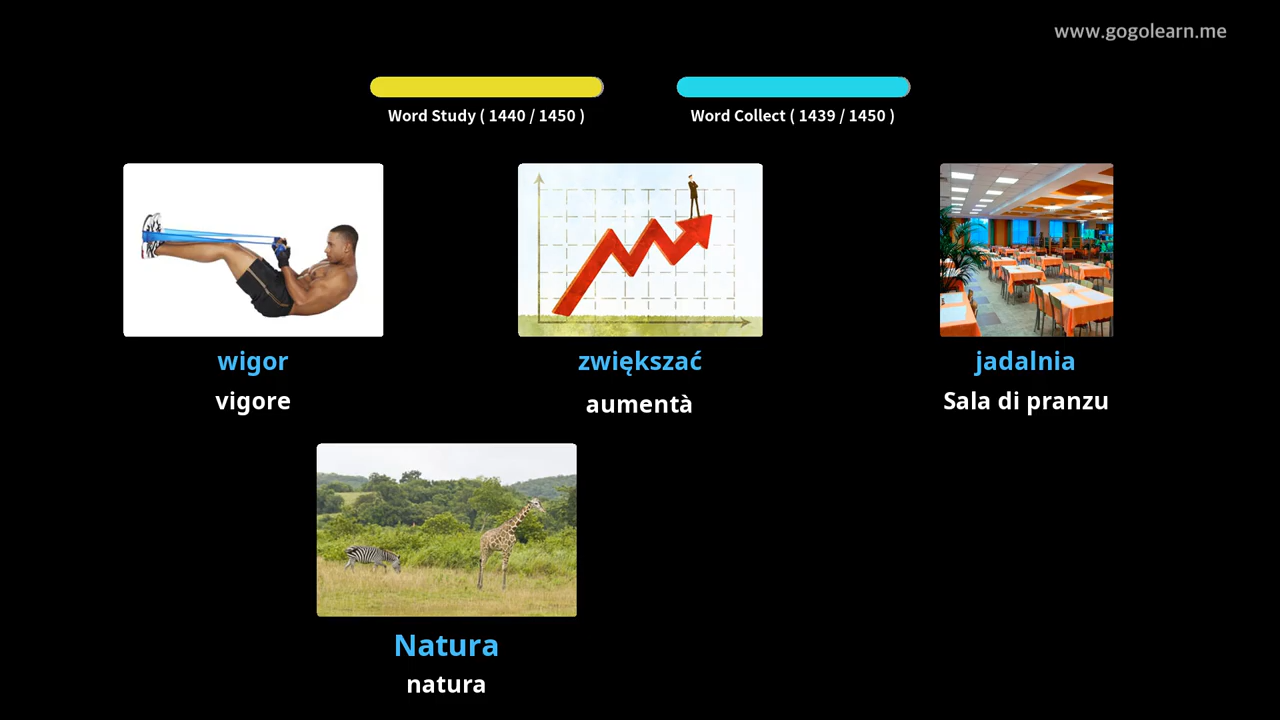 www.gogolearn.me
Word Study ( 1440 / 1450 )
Word Collect ( 1439 / 1450 )
wigor
zwiększać
jadalnia
vigore
aumentà
Sala di pranzu
Natura
natura